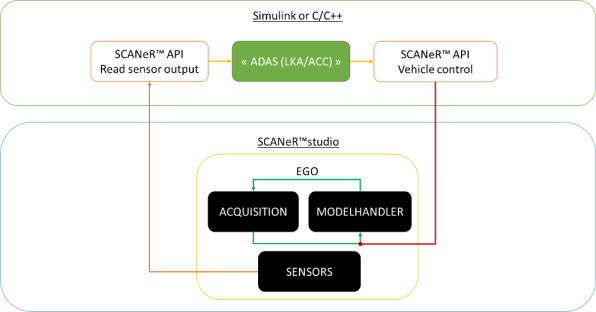 Simulink or C/C++
SCANeR™ API
Read sensor output
« ADAS (LKA/ACC) »
SCANeR™ API
Vehicle control
SCANeR™studio
EGO
ACQUISITION
MODELHANDLER
SENSORS